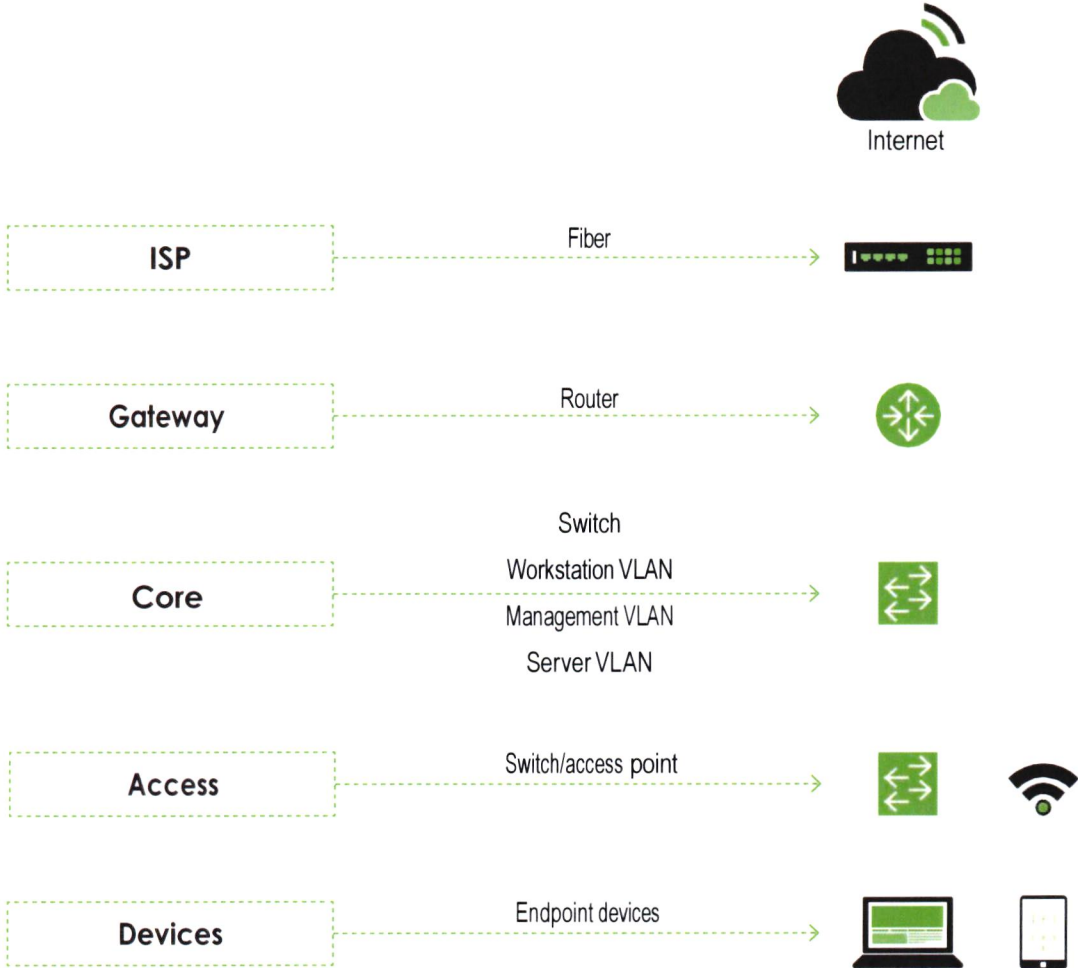 Internet
ISP
Fiber
Gateway
Router
Switch
Workstation VLAN
Core
Management VLAN
Server VLAN
Access
Switch/access point
Devices
Endpoint devices